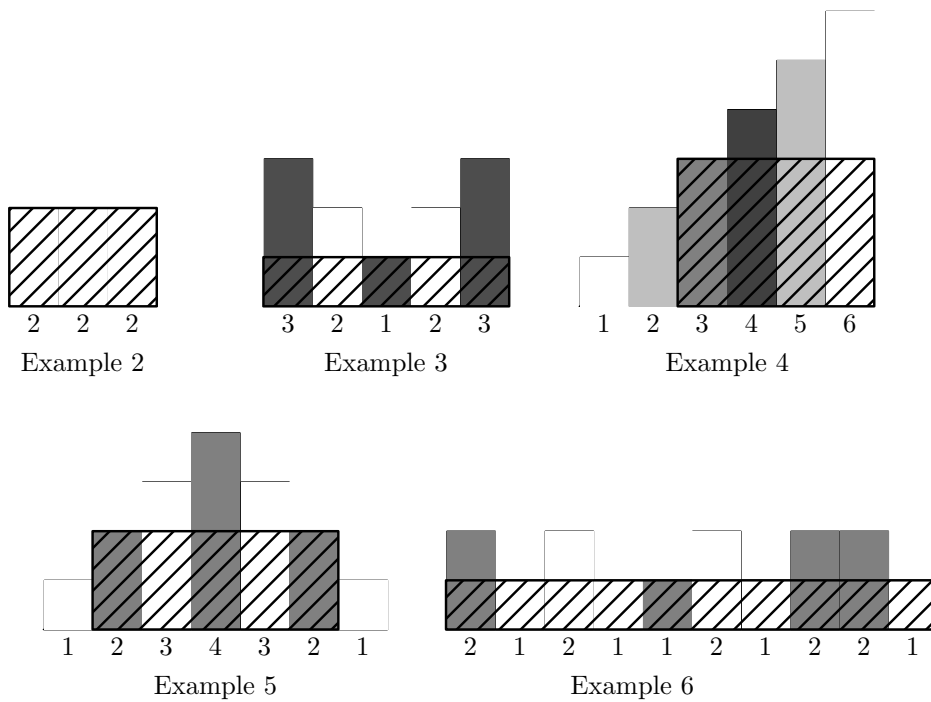 2 2 2
Example 2
3 2 1 2 3
Example 3
1 2 3 4 5 6
Example 4
1 2 3 4 3 2 1
Example 5
2 1 2 1 1 2 1 2 2 1
Example 6